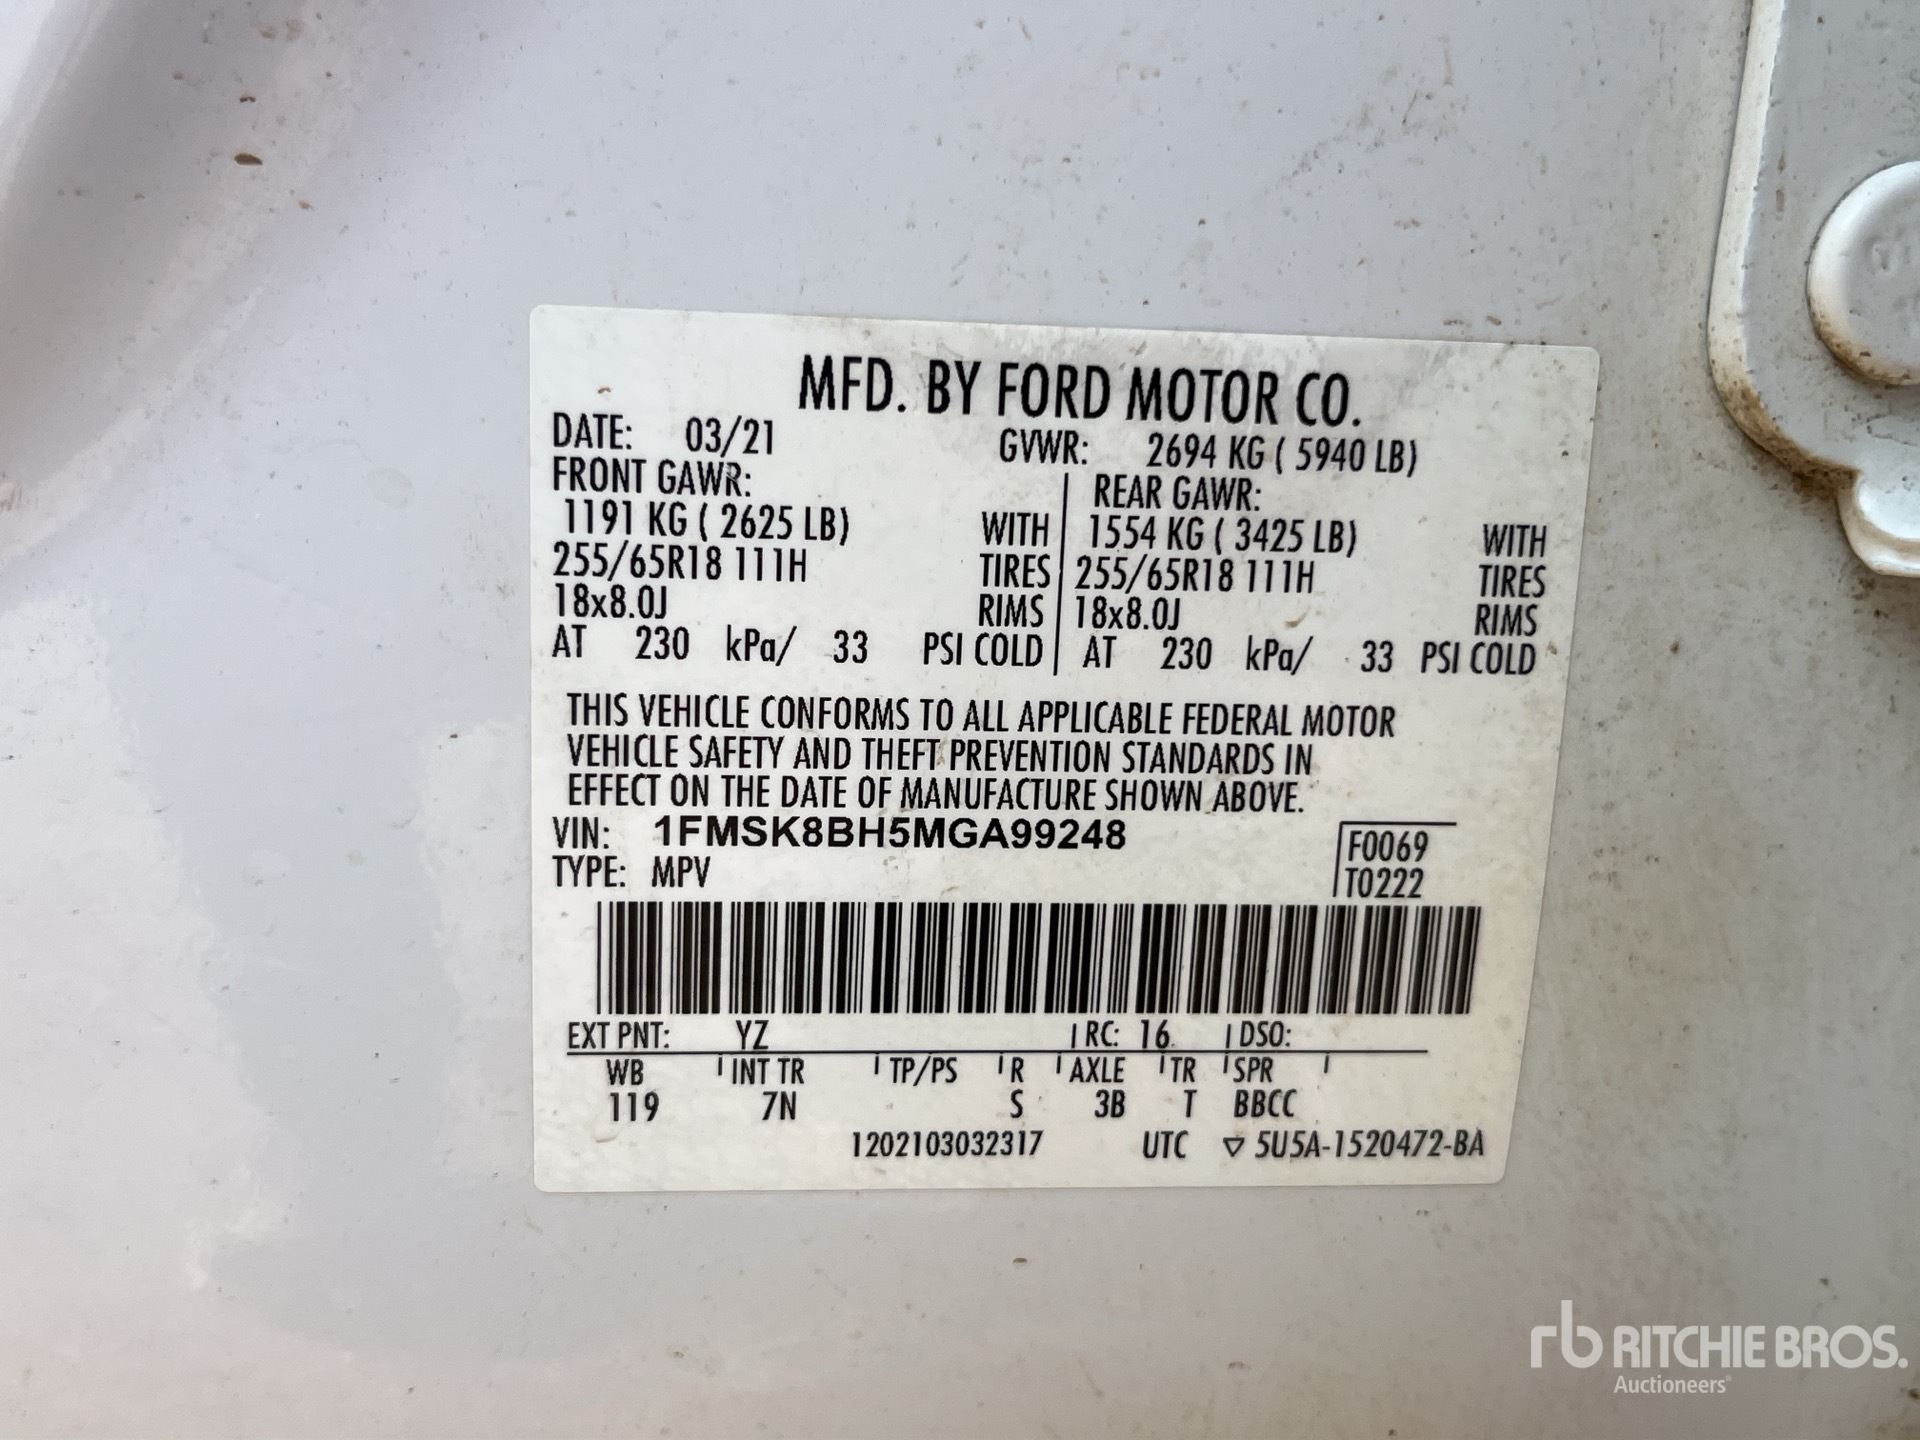 MFD. BY FORD MOTOR CO.
DATE: 03/21 GVWR: 2694 KG ( 5940 LB)
FRONT GAWR: REAR GAWR:
1191 KG ( 2625 LB) WITH 1554 KG ( 3425 LB) WITH
255/65R18 111H TIRES 255/65R18 111H TIRES
18x8.0J RIMS 18x8.0J RIMS
AT 230 kPa/ 33 PSI COLD AT 230 kPa/ 33 PSI COLD
THIS VEHICLE CONFORMS TO ALL APPLICABLE FEDERAL MOTOR
VEHICLE SAFETY AND THEFT PREVENTION STANDARDS IN
EFFECT ON THE DATE OF MANUFACTURE SHOWN ABOVE.
VIN: 1FMSK8BH5MGA99248 F0069
TYPE: MPV T0222
EXT PNT: YZ RC: 16 DSO:
WB INT TR TP/PS R AXLE TR SPR
119 7N S 3B T BBCC
1202103032317 UTC ▽ 5U5A-1520472-BA
rb RITCHIE BROS.
Auctioneers